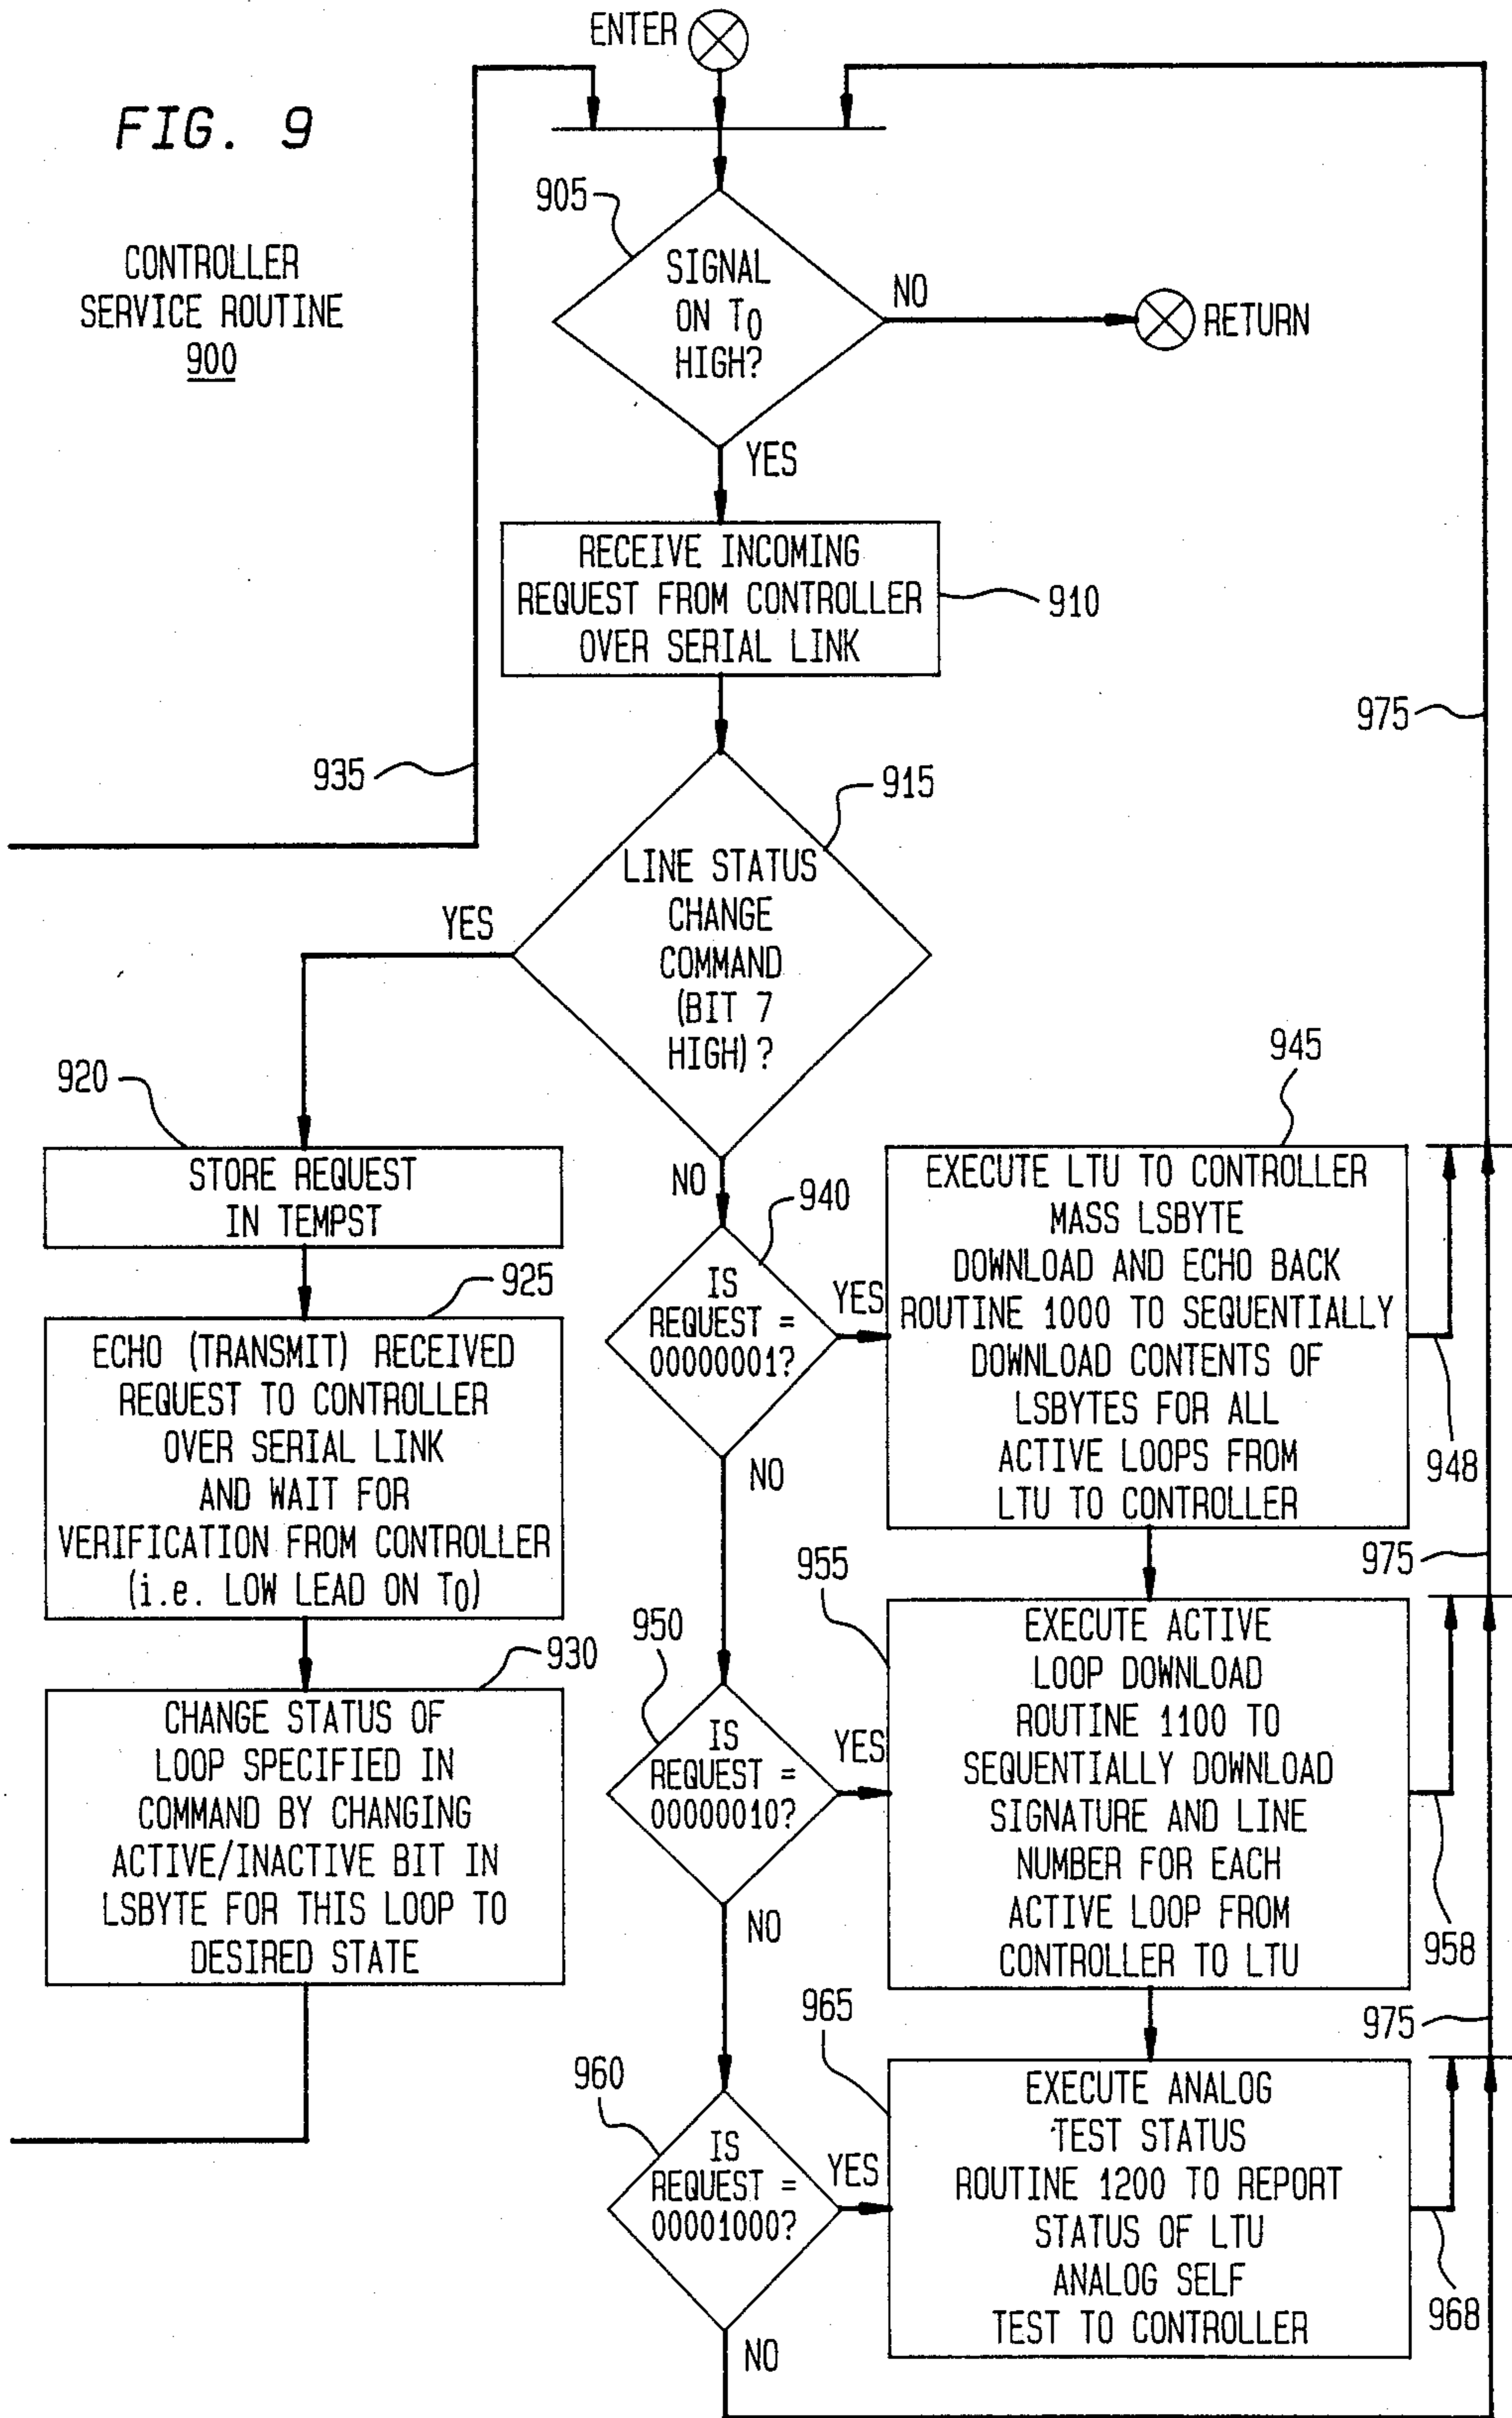 FIG. 9
CONTROLLER
SERVICE ROUTINE
900
ENTER
905
SIGNAL
ON T0
HIGH?
NO
RETURN
YES
RECEIVE INCOMING
REQUEST FROM CONTROLLER
OVER SERIAL LINK
910
935
975
915
LINE STATUS
CHANGE
COMMAND
(BIT 7
HIGH)?
YES
NO
920
STORE REQUEST
IN TEMPST
925
ECHO (TRANSMIT) RECEIVED
REQUEST TO CONTROLLER
OVER SERIAL LINK
AND WAIT FOR
VERIFICATION FROM CONTROLLER
(i.e. LOW LEAD ON T0)
930
CHANGE STATUS OF
LOOP SPECIFIED IN
COMMAND BY CHANGING
ACTIVE/INACTIVE BIT IN
LSBYTE FOR THIS LOOP TO
DESIRED STATE
940
IS
REQUEST =
00000001?
YES
NO
945
EXECUTE LTU TO CONTROLLER
MASS LSBYTE
DOWNLOAD AND ECHO BACK
ROUTINE 1000 TO SEQUENTIALLY
DOWNLOAD CONTENTS OF
LSBYTES FOR ALL
ACTIVE LOOPS FROM
LTU TO CONTROLLER
948
975
950
IS
REQUEST =
00000010?
YES
NO
955
EXECUTE ACTIVE
LOOP DOWNLOAD
ROUTINE 1100 TO
SEQUENTIALLY DOWNLOAD
SIGNATURE AND LINE
NUMBER FOR EACH
ACTIVE LOOP FROM
CONTROLLER TO LTU
958
975
960
IS
REQUEST =
00001000?
YES
NO
965
EXECUTE ANALOG
TEST STATUS
ROUTINE 1200 TO REPORT
STATUS OF LTU
ANALOG SELF
TEST TO CONTROLLER
968